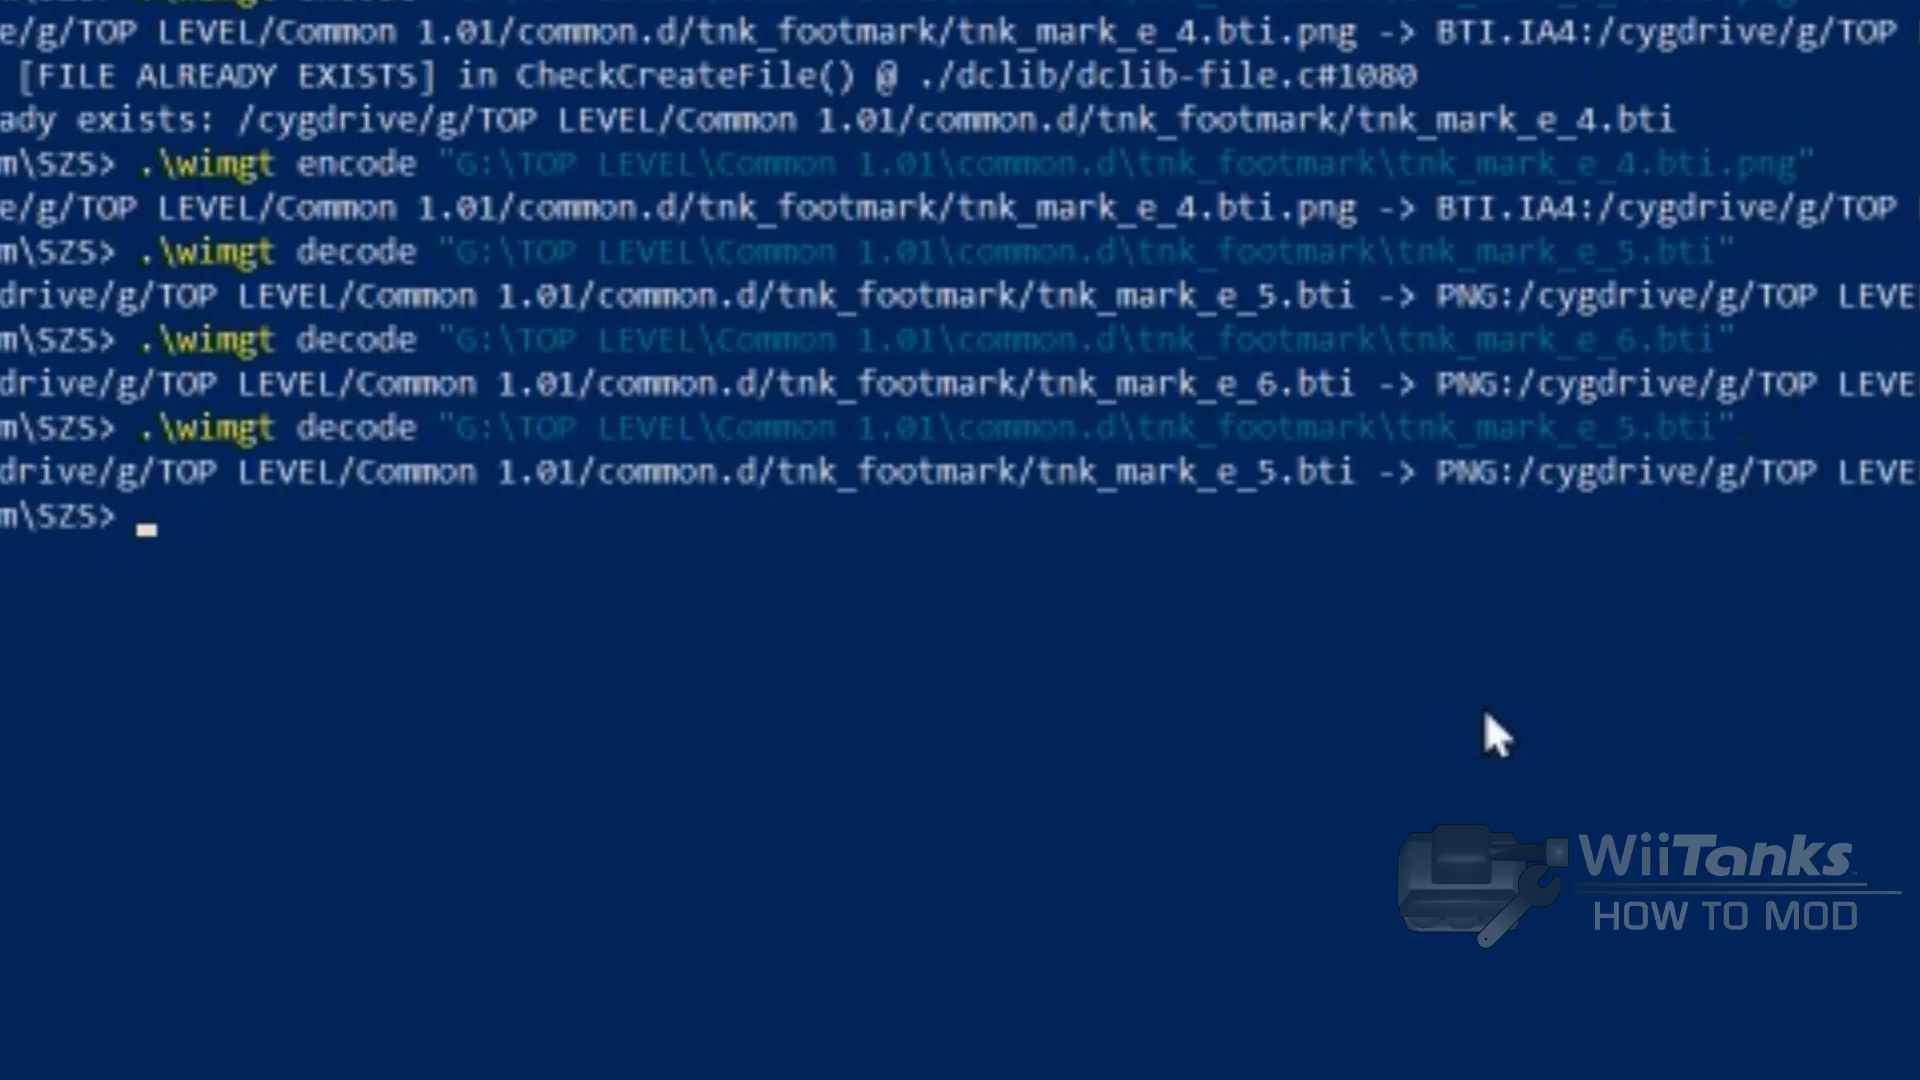 e/g/TOP LEVEL/Common 1.01/common.d/tnk_footmark/tnk_mark_e_4.bti.png -> BTI.IA4:/cygdrive/g/TOP
[FILE ALREADY EXISTS] in CheckCreateFile() @ ./dclib/dclib-file.c#1080
ady exists: /cygdrive/g/TOP LEVEL/Common 1.01/common.d/tnk_footmark/tnk_mark_e_4.bti
m\SZS> .\wimgt encode "G:\TOP LEVEL\Common 1.01\common.d\tnk_footmark\tnk_mark_e_4.bti.png"
e/g/TOP LEVEL/Common 1.01/common.d/tnk_footmark/tnk_mark_e_4.bti.png -> BTI.IA4:/cygdrive/g/TOP
m\SZS> .\wimgt decode "G:\TOP LEVEL\Common 1.01\common.d\tnk_footmark\tnk_mark_e_5.bti"
drive/g/TOP LEVEL/Common 1.01/common.d/tnk_footmark/tnk_mark_e_5.bti -> PNG:/cygdrive/g/TOP LEVE
m\SZS> .\wimgt decode "G:\TOP LEVEL\Common 1.01\common.d\tnk_footmark\tnk_mark_e_6.bti"
drive/g/TOP LEVEL/Common 1.01/common.d/tnk_footmark/tnk_mark_e_6.bti -> PNG:/cygdrive/g/TOP LEVE
m\SZS> .\wimgt decode "G:\TOP LEVEL\Common 1.01\common.d\tnk_footmark\tnk_mark_e_5.bti"
drive/g/TOP LEVEL/Common 1.01/common.d/tnk_footmark/tnk_mark_e_5.bti -> PNG:/cygdrive/g/TOP LEVE
m\SZS>
WiiTanks
HOW TO MOD